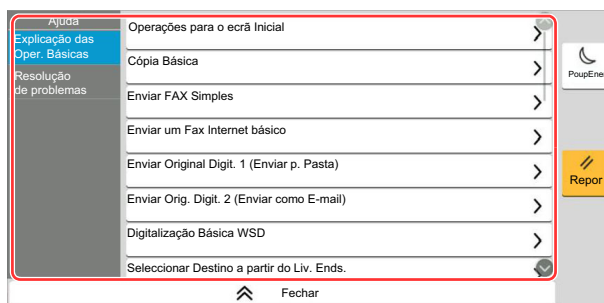 Ajuda
Explicação das
Oper. Básicas
Resolução
de problemas
Operações para o ecrã Inicial
Cópia Básica
Enviar FAX Simples
Enviar um Fax Internet básico
Enviar Original Digit. 1 (Enviar p. Pasta)
Enviar Orig. Digit. 2 (Enviar como E-mail)
Digitalização Básica WSD
Seleccionar Destino a partir do Liv. Ends.
Fechar
PoupEner
Repor